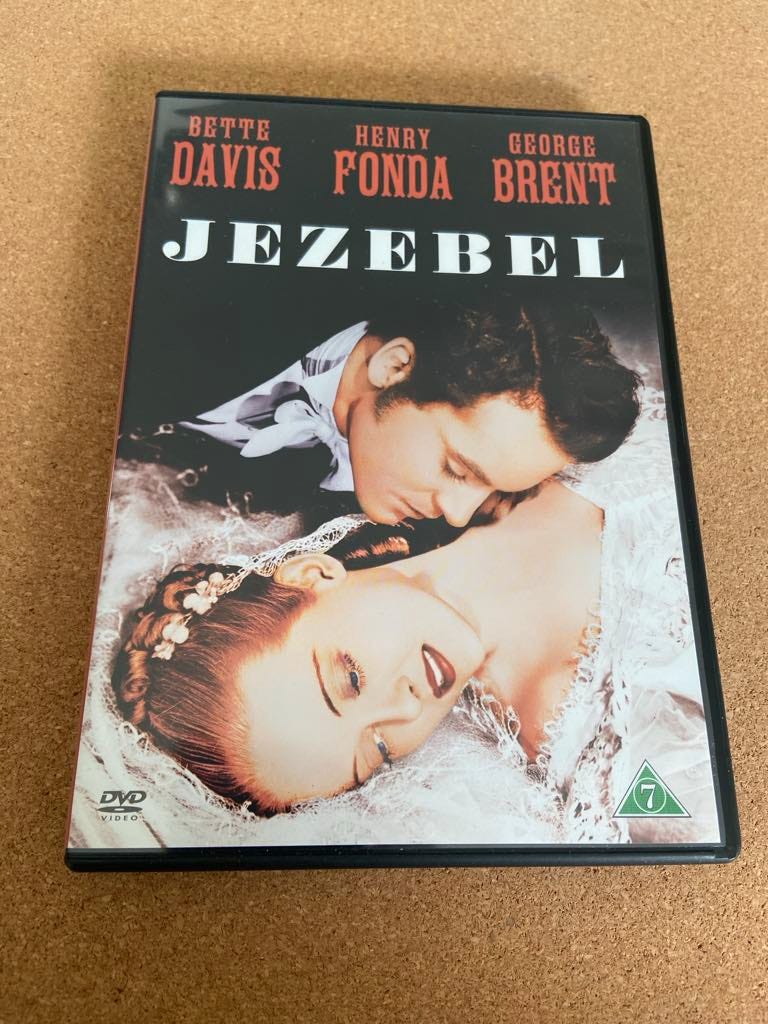 BETTE HENRY GEORGE
DAVIS FONDA BRENT
JEZEBEL
DVD
VIDEO
7